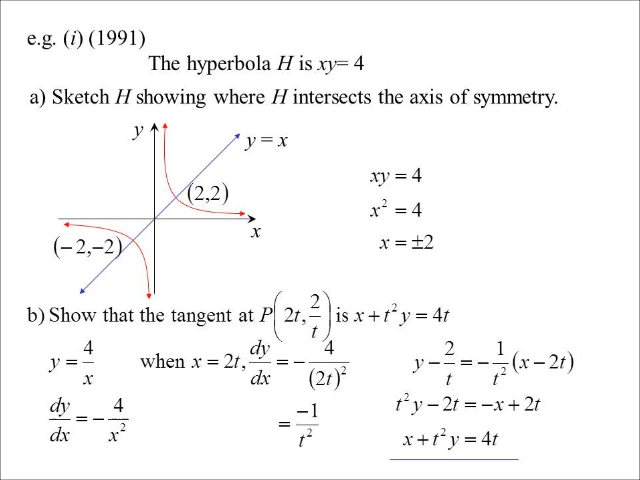 e.g. (i) (1991)
The hyperbola H is xy= 4
a) Sketch H showing where H intersects the axis of symmetry.
y
y = x
(2,2)
x
(−2,−2)
xy = 4
x² = 4
x = ±2
b) Show that the tangent at P(2t, 2/t) is x + t²y = 4t
y = 4/x
dy/dx = −4/x²
when x = 2t, dy/dx = −4/(2t)²
= −1/t²
y − 2/t = −1/t² (x − 2t)
t²y − 2t = −x + 2t
x + t²y = 4t